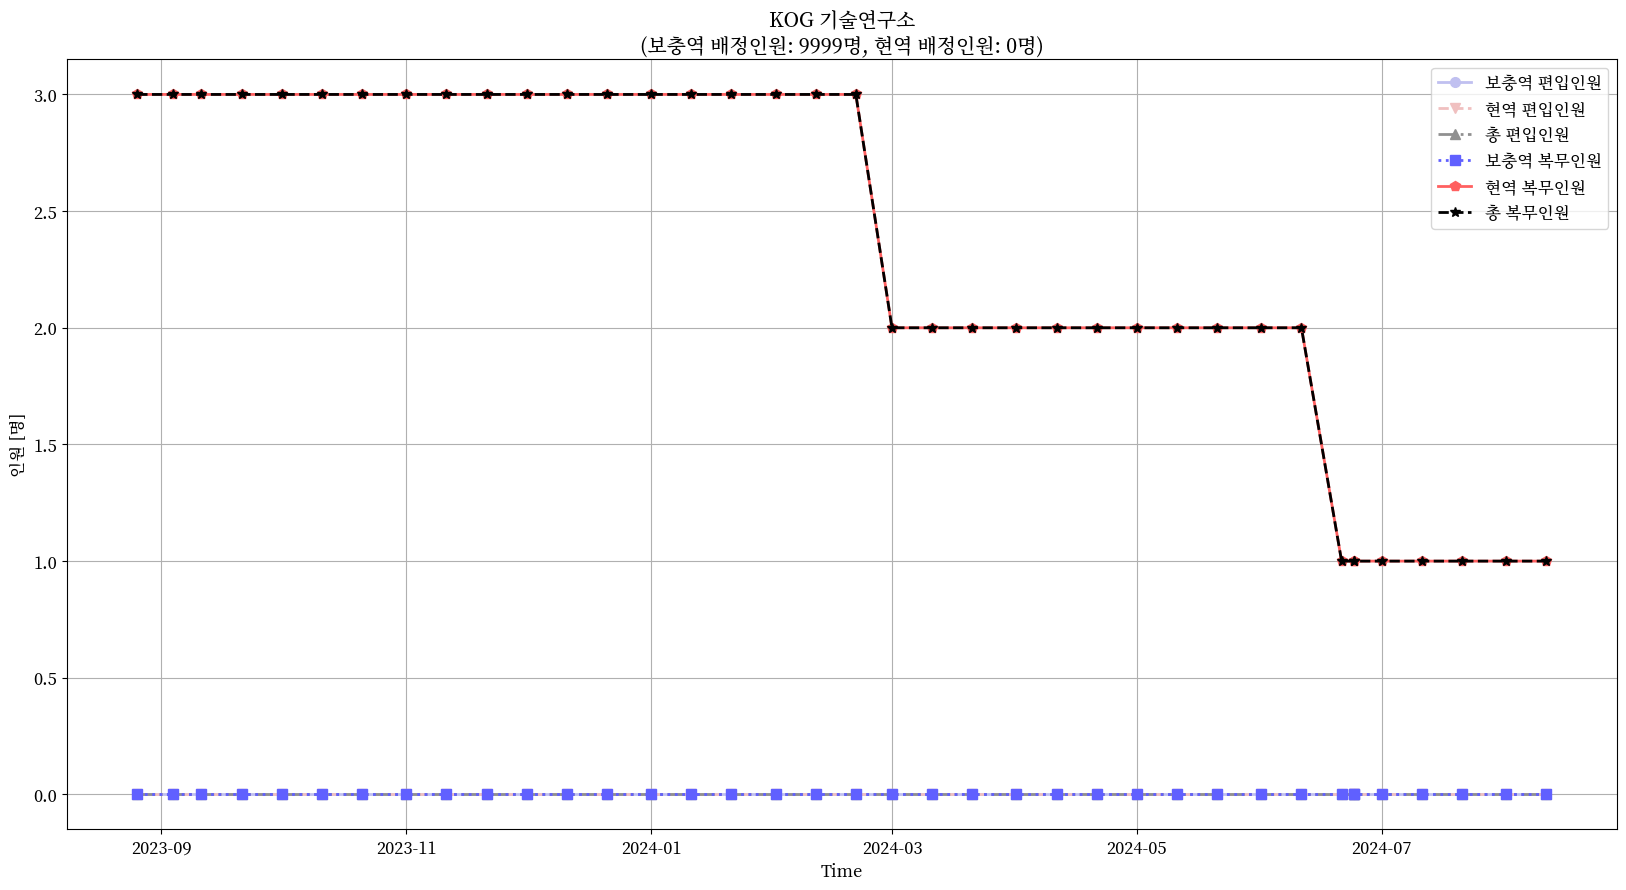 KOG 기술연구소
(보충역 배정인원: 9999명, 현역 배정인원: 0명)
보충역 편입인원
현역 편입인원
총 편입인원
보충역 복무인원
현역 복무인원
총 복무인원
인원 [명]
3.0
2.5
2.0
1.5
1.0
0.5
0.0
2023-09
2023-11
2024-01
2024-03
2024-05
2024-07
Time